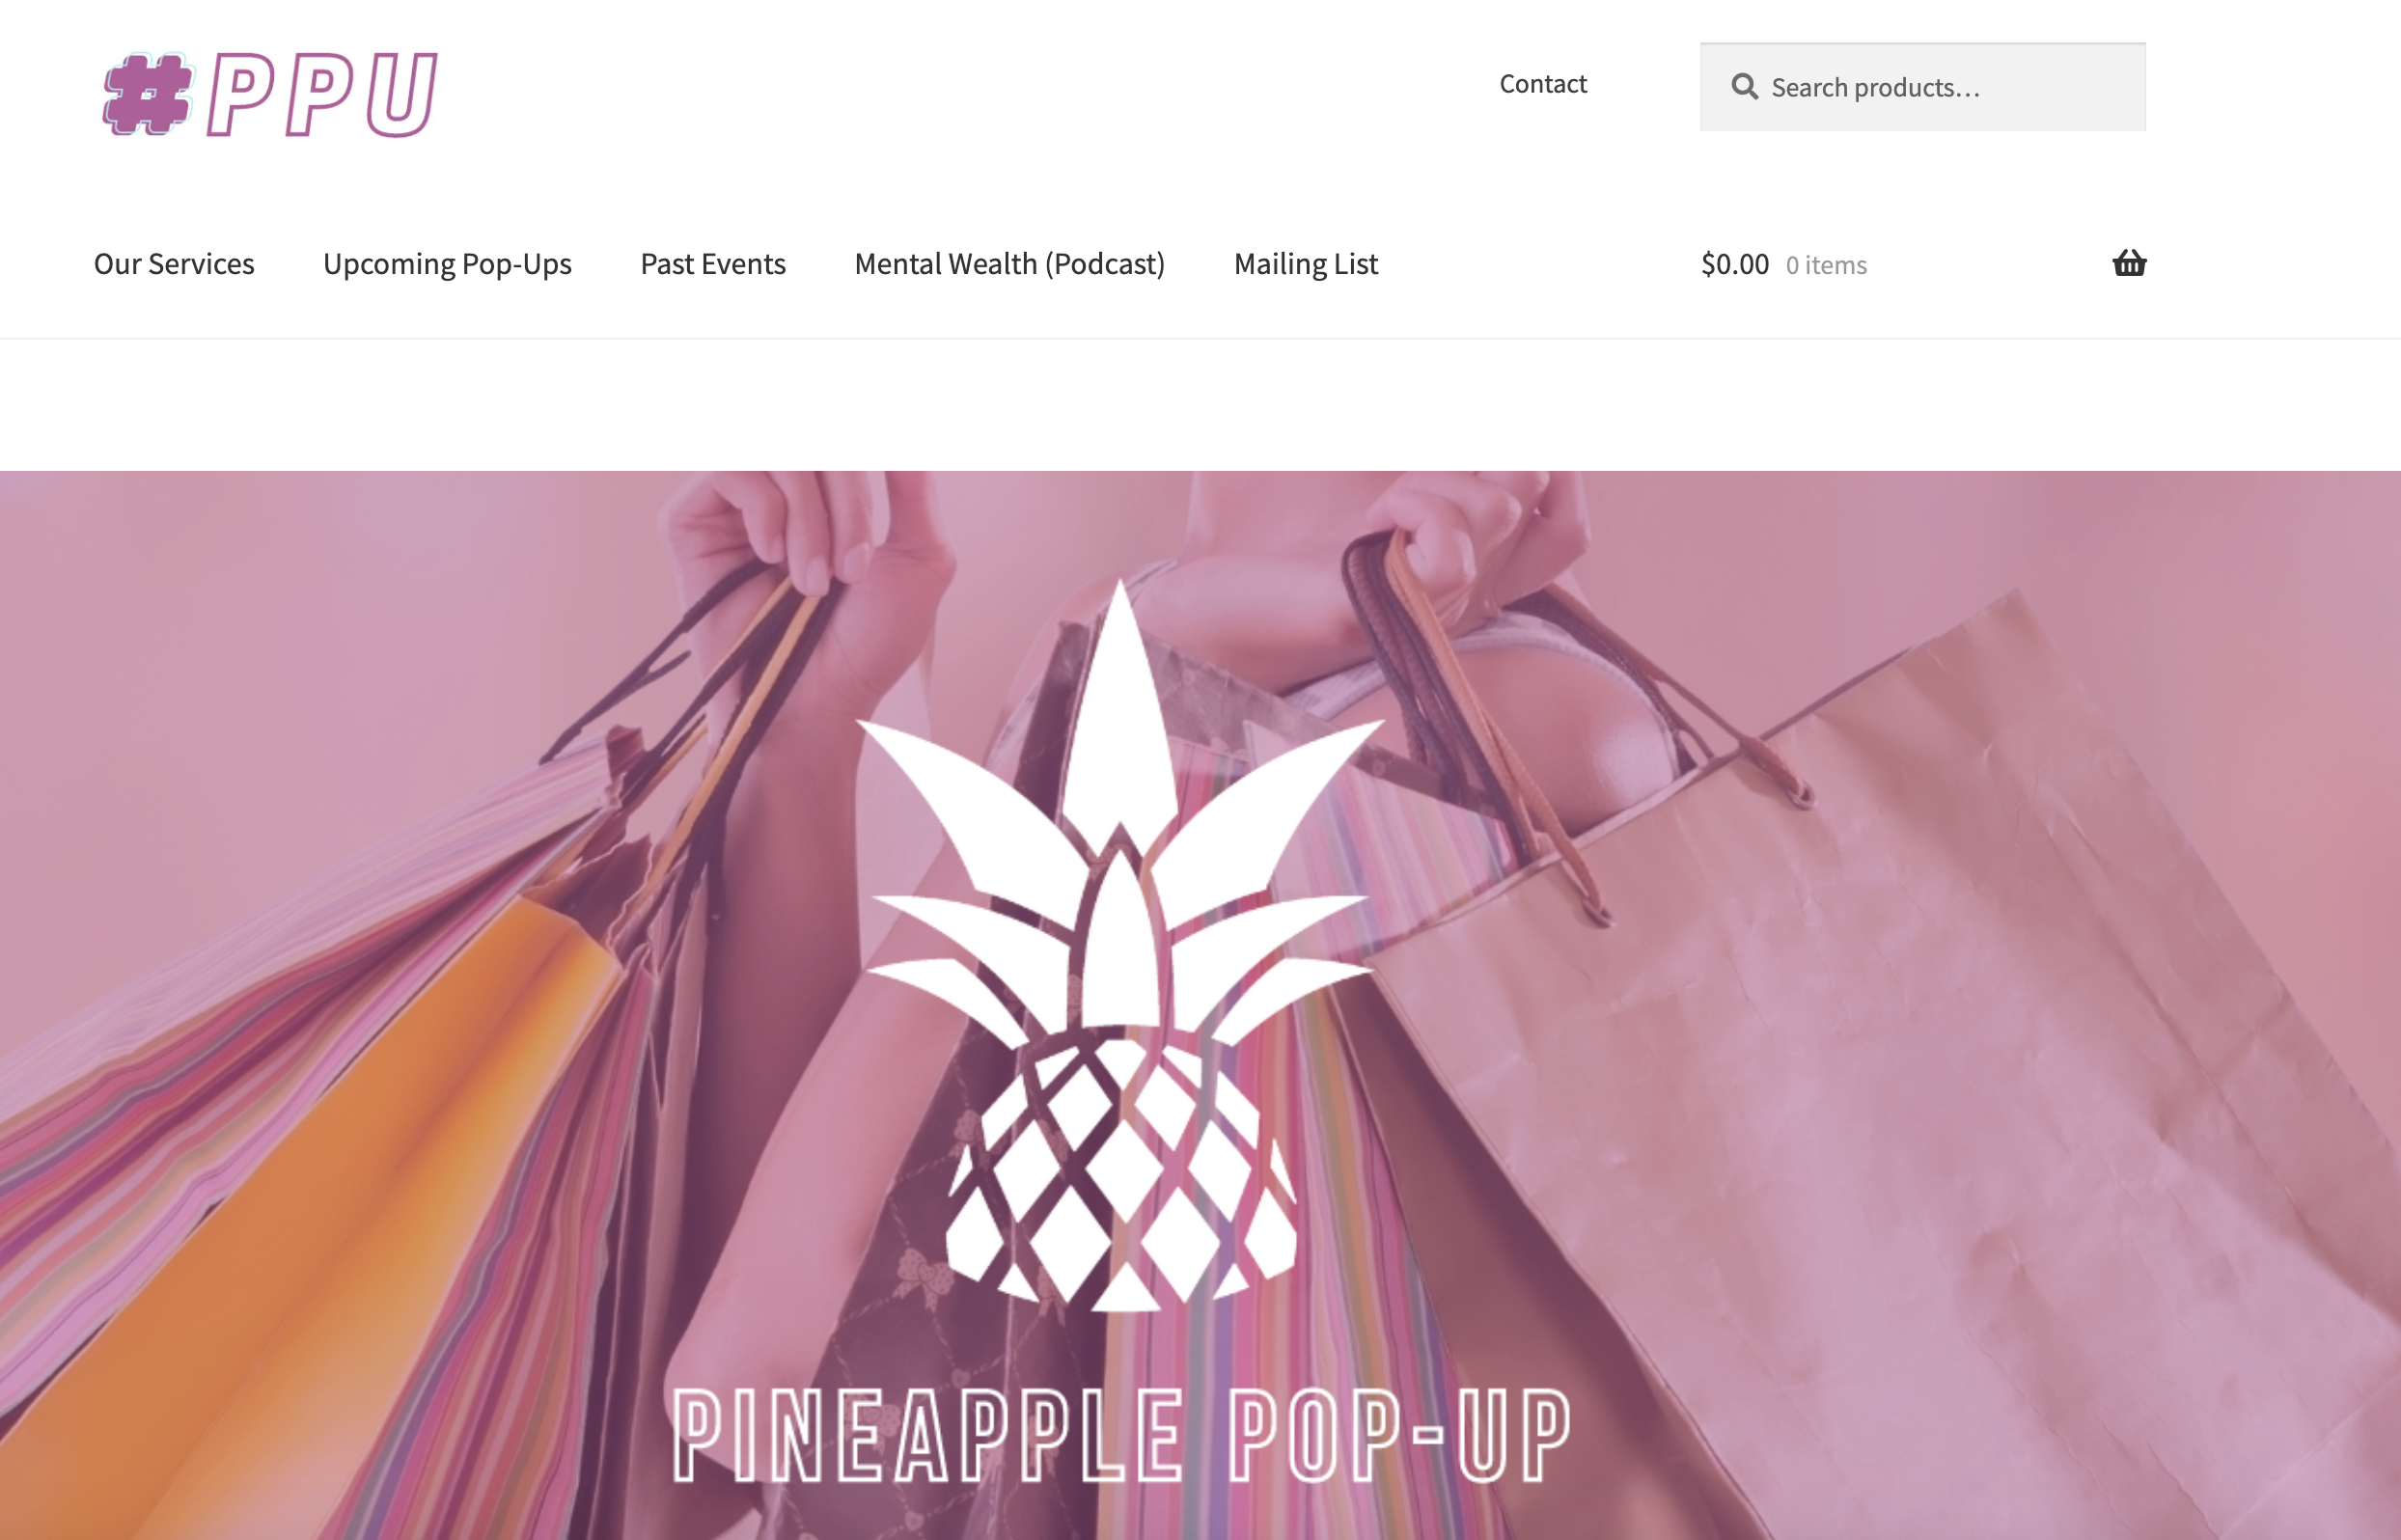 #PPU
Contact
Search products…
Our Services
Upcoming Pop-Ups
Past Events
Mental Wealth (Podcast)
Mailing List
$0.00 0 items
PINEAPPLE POP-UP